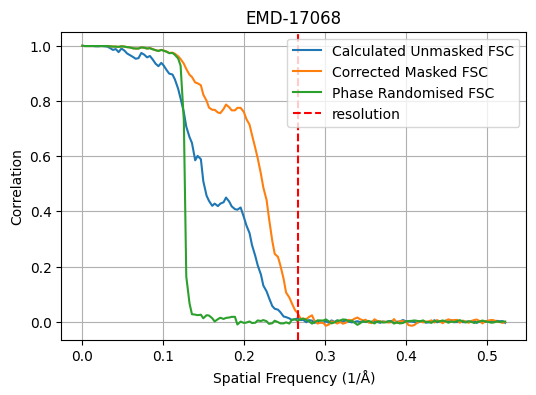 EMD-17068
Calculated Unmasked FSC
Corrected Masked FSC
Phase Randomised FSC
resolution
Correlation
1.0
0.8
0.6
0.4
0.2
0.0
0.0 0.1 0.2 0.3 0.4 0.5
Spatial Frequency (1/Å)